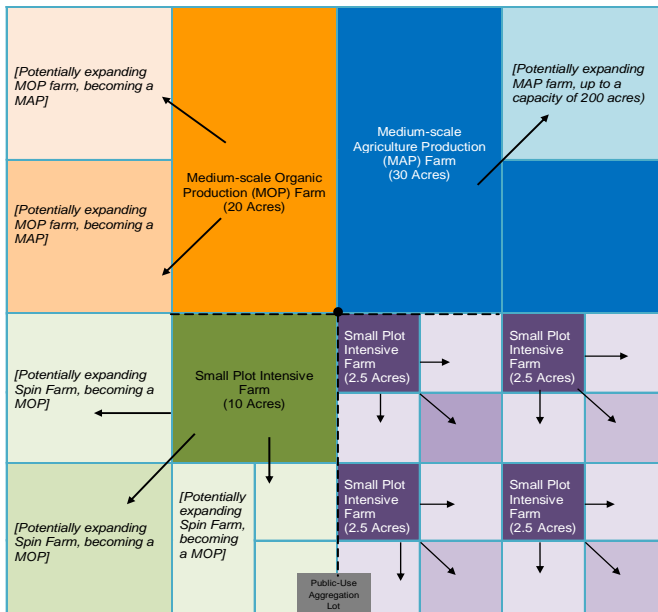 [Potentially expanding
MOP farm, becoming a
MAP]
[Potentially expanding
MAP farm, up to a
capacity of 200 acres)
Medium-scale
Agriculture Production
(MAP) Farm
(30 Acres)
Medium-scale Organic
Production (MOP) Farm
(20 Acres)
[Potentially expanding
MOP farm, becoming a
MAP]
Small Plot
Intensive
Farm
(2.5 Acres)
Small Plot
Intensive
Farm
(2.5 Acres)
[Potentially expanding
Spin Farm, becoming a
MOP]
Small Plot Intensive
Farm
(10 Acres)
[Potentially expanding
Spin Farm, becoming a
MOP]
[Potentially
expanding
Spin Farm,
becoming
a MOP]
Small Plot
Intensive
Farm
(2.5 Acres)
Small Plot
Intensive
Farm
(2.5 Acres)
Public-Use
Aggregation
Lot